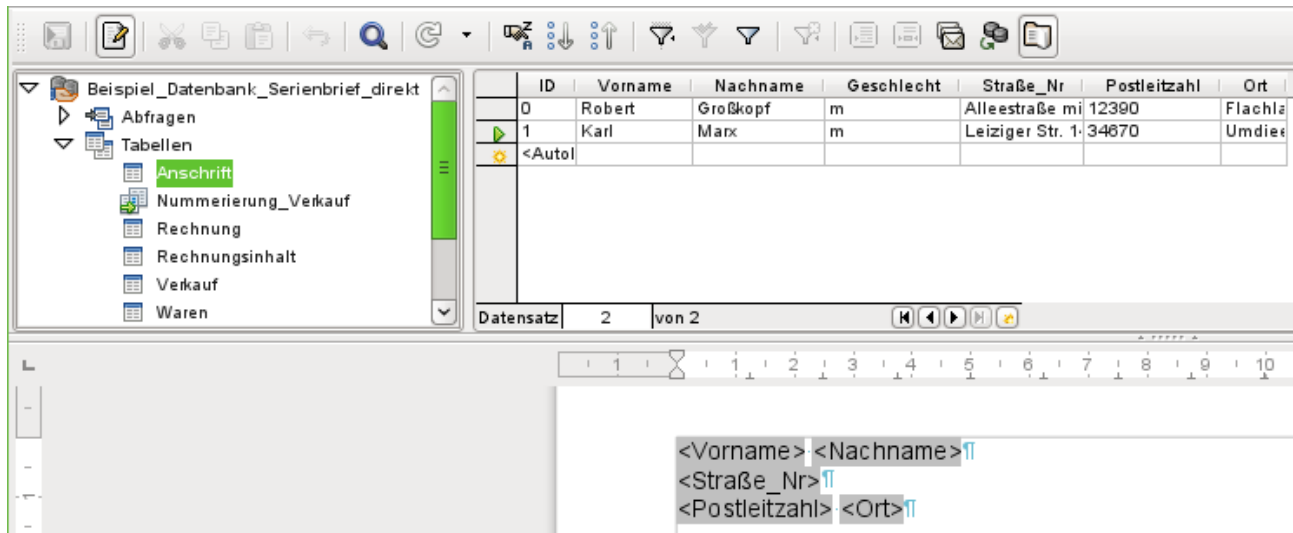 Beispiel_Datenbank_Serienbrief_direkt
Abfragen
Tabellen
Anschrift
Nummerierung_Verkauf
Rechnung
Rechnungsinhalt
Verkauf
Waren
ID Vorname Nachname Geschlecht Straße_Nr Postleitzahl Ort
0 Robert Großkopf m Alleestraße mi 12390 Flachla
1 Karl Marx m Leiziger Str. 1 34670 Umdiee
<Autol
Datensatz 2 von 2
1 1 2 3 4 5 6 7 8 9 10
1
<Vorname> <Nachname>¶
<Straße_Nr>¶
<Postleitzahl> <Ort>¶